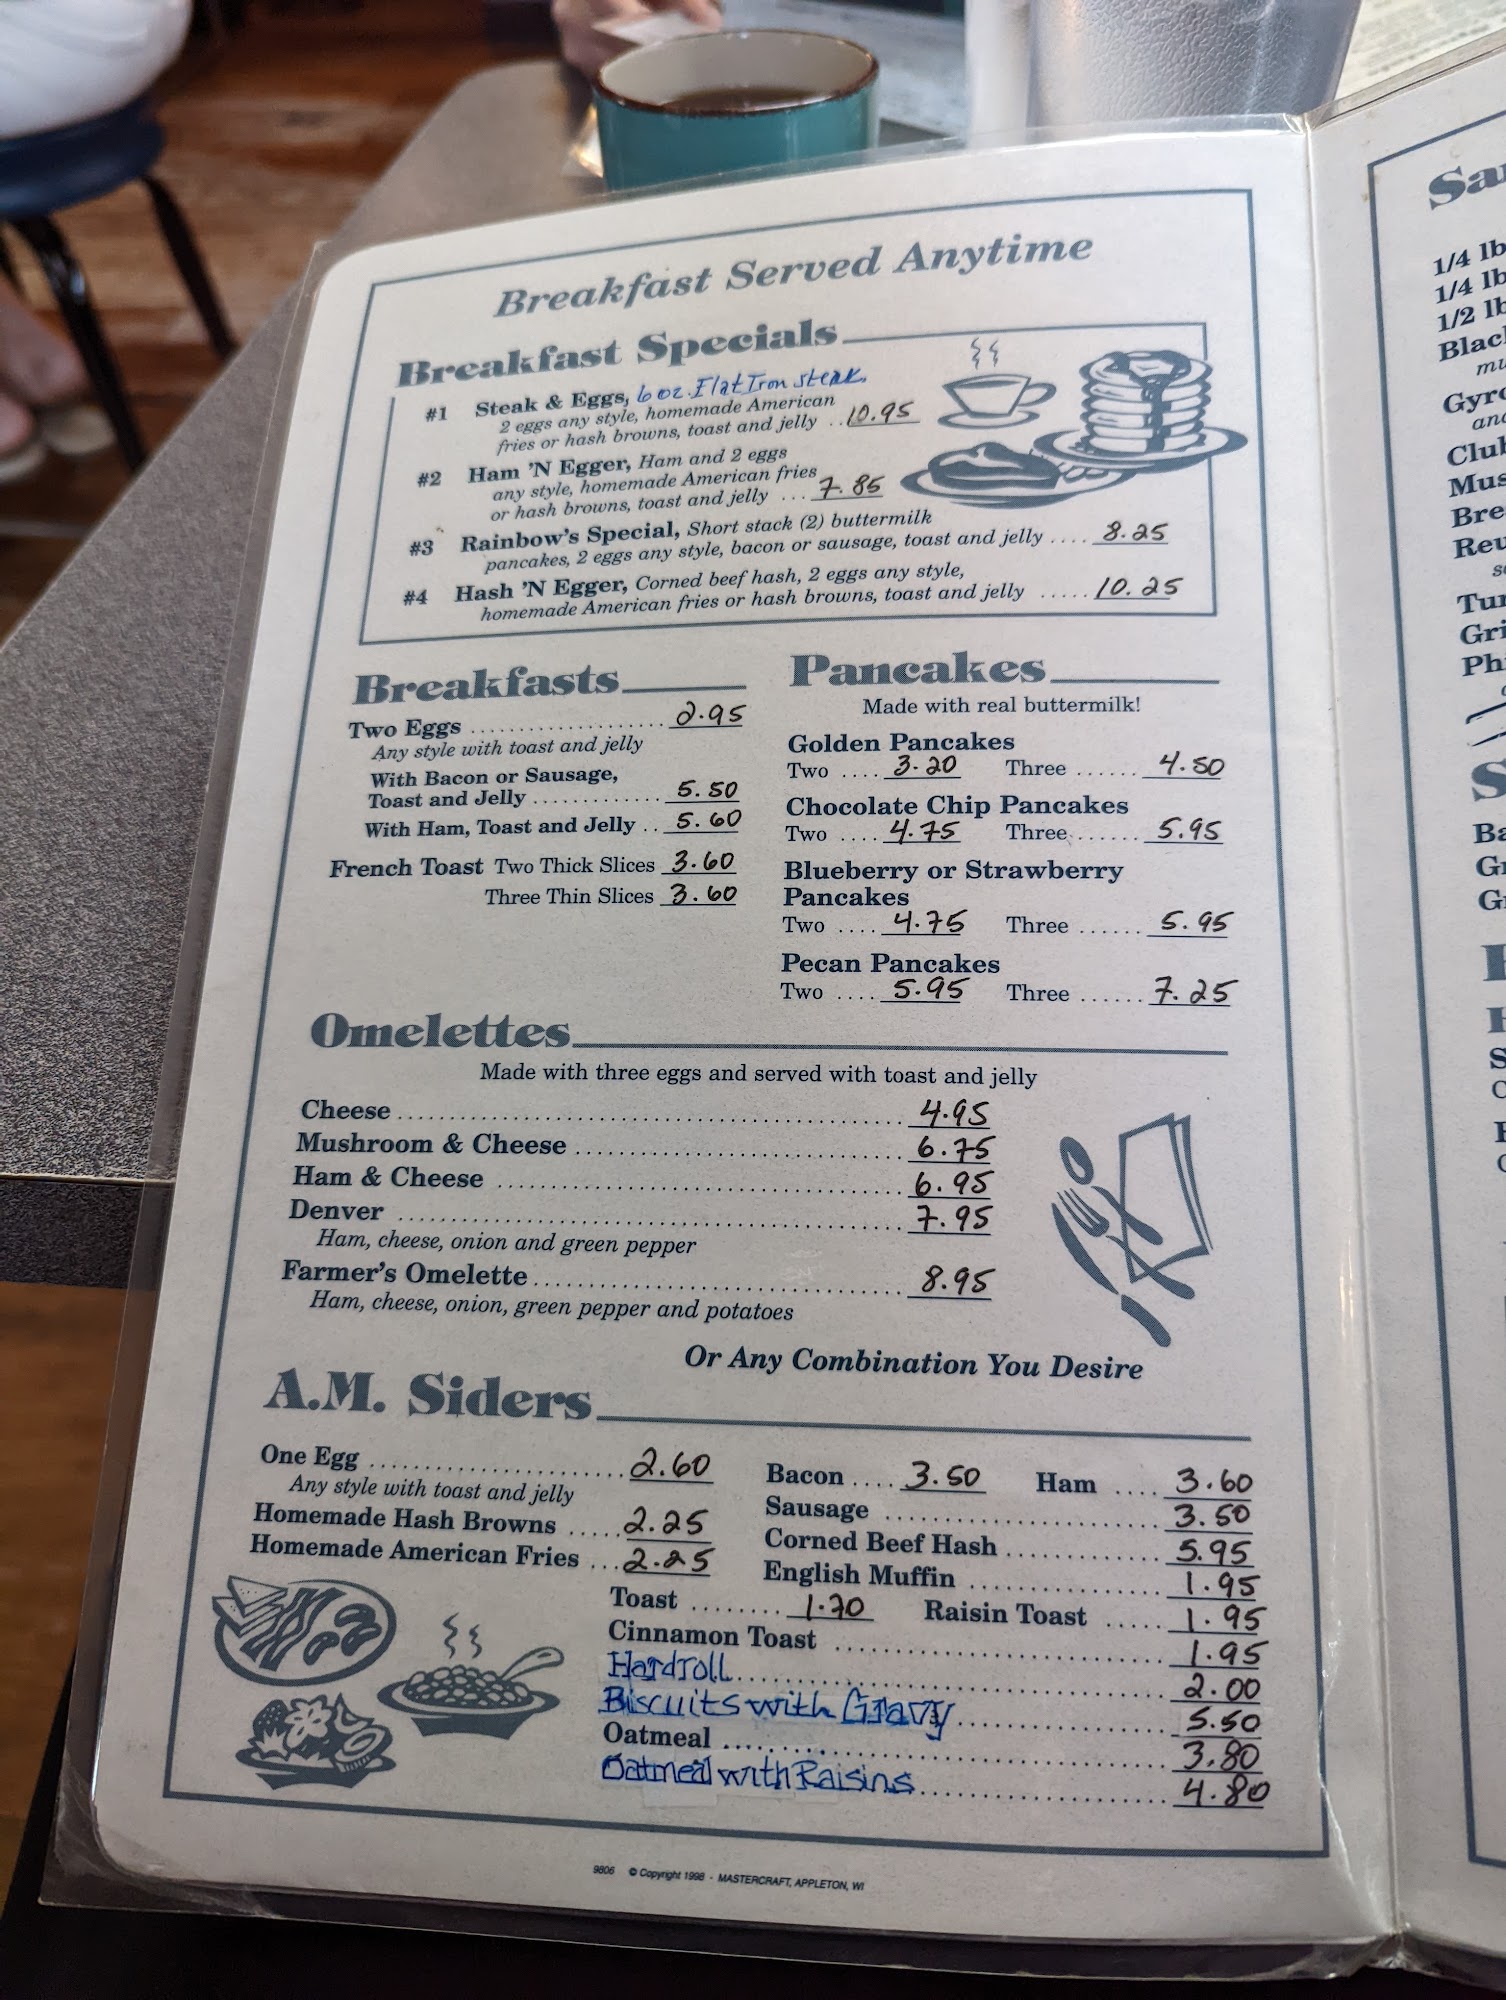 Breakfast Served Anytime
Breakfast Specials
#1 Steak & Eggs, 6 oz. Flat Iron steak
2 eggs any style, homemade American
fries or hash browns, toast and jelly .. 10.95
#2 Ham 'N Egger, Ham and 2 eggs
any style, homemade American fries
or hash browns, toast and jelly ... 7.85
#3 Rainbow's Special, Short stack (2) buttermilk
pancakes, 2 eggs any style, bacon or sausage, toast and jelly .... 8.25
#4 Hash 'N Egger, Corned beef hash, 2 eggs any style,
homemade American fries or hash browns, toast and jelly ..... 10.25
Breakfasts
Two Eggs .................... 2.95
Any style with toast and jelly
With Bacon or Sausage,
Toast and Jelly ............. 5.50
With Ham, Toast and Jelly .. 5.60
French Toast Two Thick Slices 3.60
Three Thin Slices 3.60
Pancakes
Made with real buttermilk!
Golden Pancakes
Two .... 3.20 Three ...... 4.50
Chocolate Chip Pancakes
Two .... 4.75 Three ...... 5.95
Blueberry or Strawberry
Pancakes
Two .... 4.75 Three ...... 5.95
Pecan Pancakes
Two .... 5.95 Three ...... 7.25
Omelettes
Made with three eggs and served with toast and jelly
Cheese ........................................ 4.95
Mushroom & Cheese .......................... 6.75
Ham & Cheese ................................ 6.95
Denver ........................................ 7.95
Ham, cheese, onion and green pepper
Farmer's Omelette ............................. 8.95
Ham, cheese, onion, green pepper and potatoes
Or Any Combination You Desire
A.M. Siders
One Egg ........................ 2.60
Any style with toast and jelly
Homemade Hash Browns ..... 2.25
Homemade American Fries ... 2.25
Bacon .... 3.50 Ham .... 3.60
Sausage ........................ 3.50
Corned Beef Hash ............ 5.95
English Muffin ................ 1.95
Toast ........ 1.70 Raisin Toast ..... 1.95
Cinnamon Toast ........................ 1.95
Hardroll ................................ 2.00
Biscuits with Gravy .................. 5.50
Oatmeal ................................ 3.80
Oatmeal with Raisins .................. 4.80
9806 © Copyright 1998 - MASTERCRAFT, APPLETON, WI
1/4 lb
1/4 lb
1/2 lb